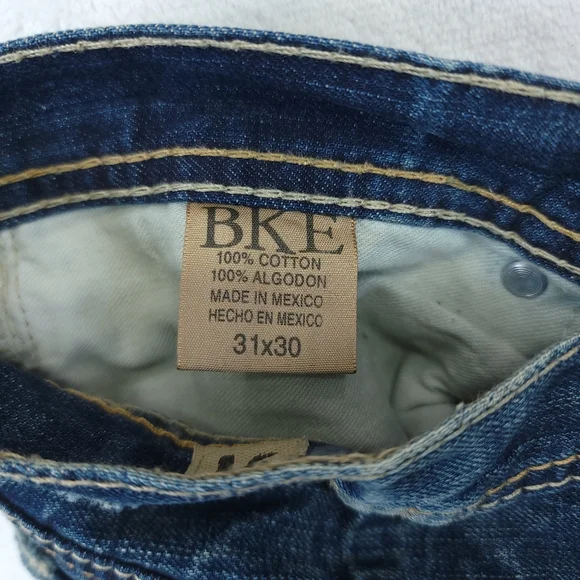 BKE
100% COTTON
100% ALGODON
MADE IN MEXICO
HECHO EN MEXICO
31x30